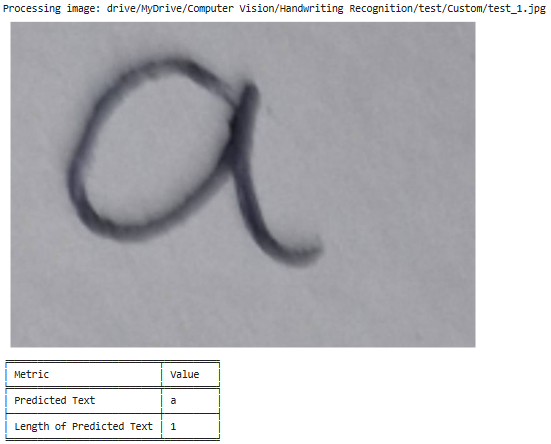 Processing image: drive/MyDrive/Computer Vision/Handwriting Recognition/test/Custom/test_1.jpg
a
Metric Value
Predicted Text a
Length of Predicted Text 1